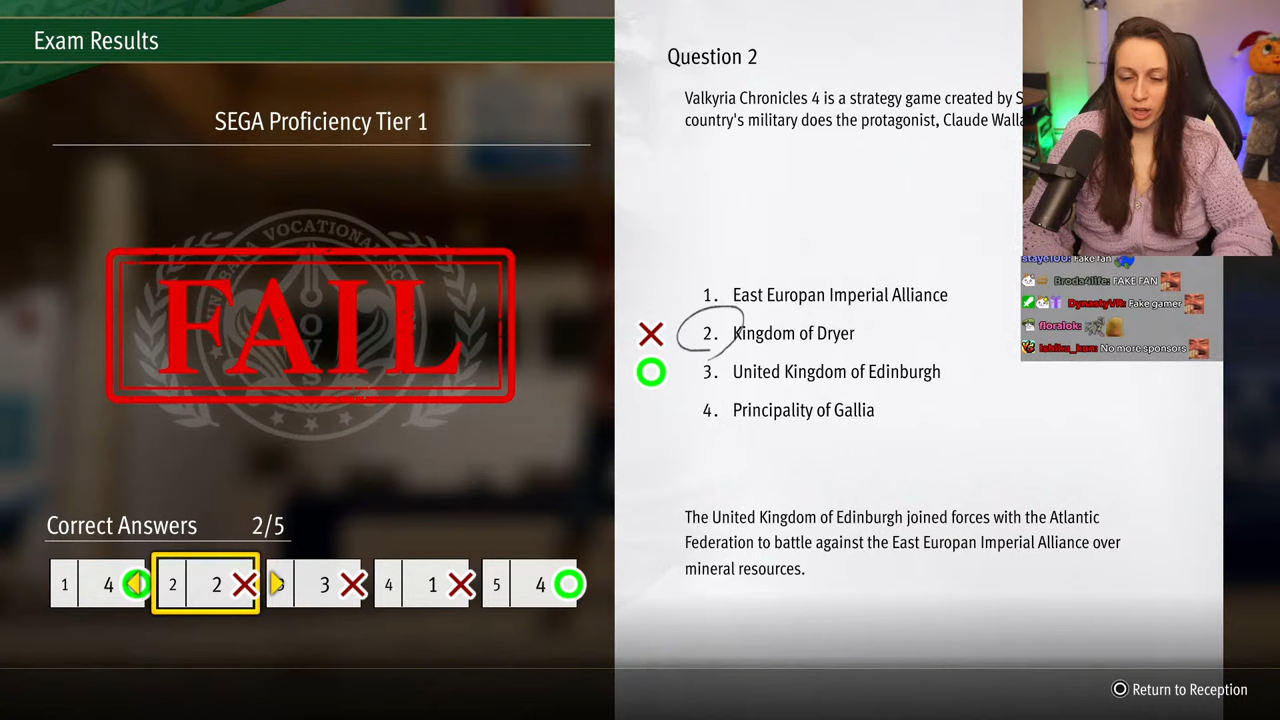 Exam Results
SEGA Proficiency Tier 1
FAIL
Correct Answers 2/5
1 4 2 2 3 4 1 5 4
Question 2
Valkyria Chronicles 4 is a strategy game created by S
country's military does the protagonist, Claude Walla
1. East Europan Imperial Alliance
2. Kingdom of Dryer
3. United Kingdom of Edinburgh
4. Principality of Gallia
The United Kingdom of Edinburgh joined forces with the Atlantic
Federation to battle against the East Europan Imperial Alliance over
mineral resources.
Fake fan
Broda4life: FAKE FAN
DynastyVR: Fake gamer
floralok:
No more sponsors
Return to Reception